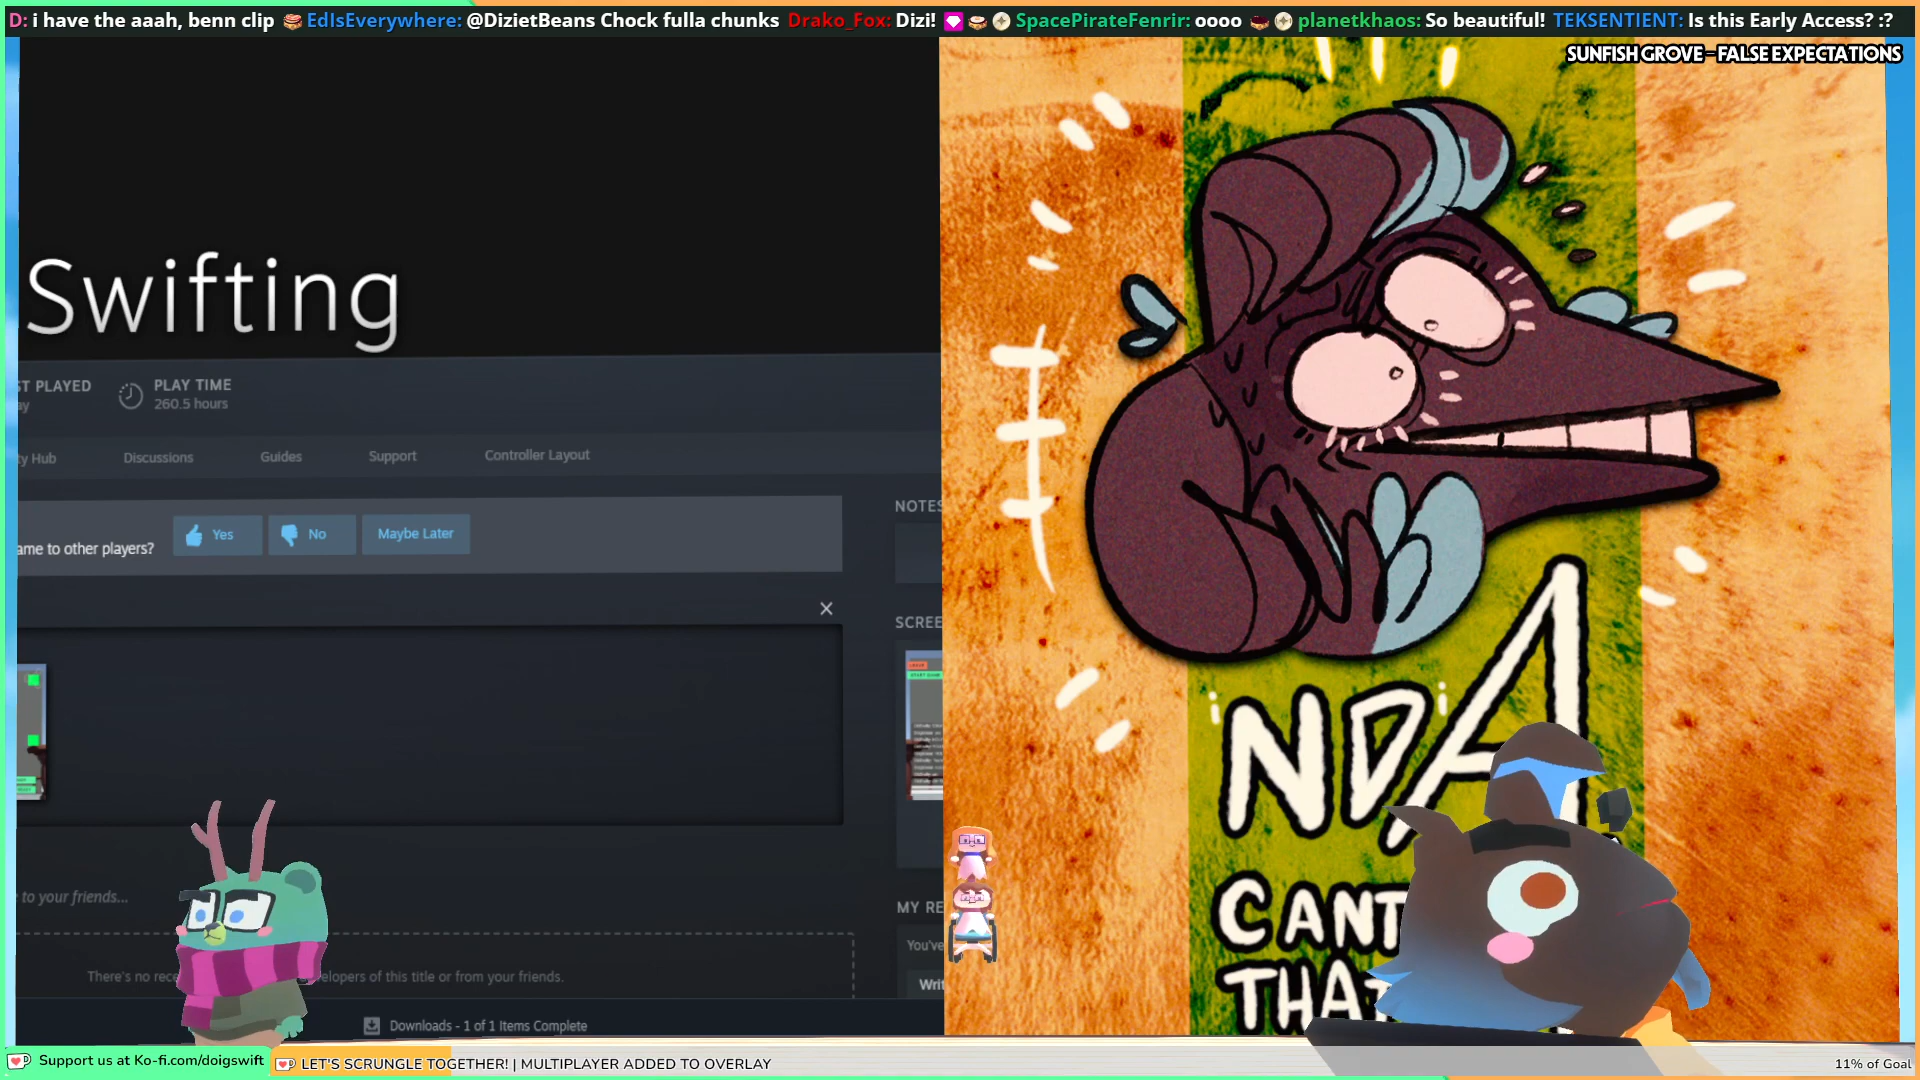 D: i have the aaah, benn clip EdIsEverywhere: @DizietBeans Chock fulla chunks Drako_Fox: Dizi! SpacePirateFenrir: oooo planetkhaos: So beautiful! TEKSENTIENT: Is this Early Access? :?
SUNFISH GROVE - FALSE EXPECTATIONS
Swifting
PLAYED
PLAY TIME
260.5 hours
Hub
Discussions
Guides
Support
Controller Layout
NOTES
to other players?
Yes
No
Maybe Later
SCREE
NDA
CANT
THAT
to your friends...
MY RE
You've
There's no
of this title or from your friends.
Writ
Downloads - 1 of 1 Items Complete
Support us at Ko-fi.com/doigswift
LET'S SCRUNGLE TOGETHER! | MULTIPLAYER ADDED TO OVERLAY
11% of Goal